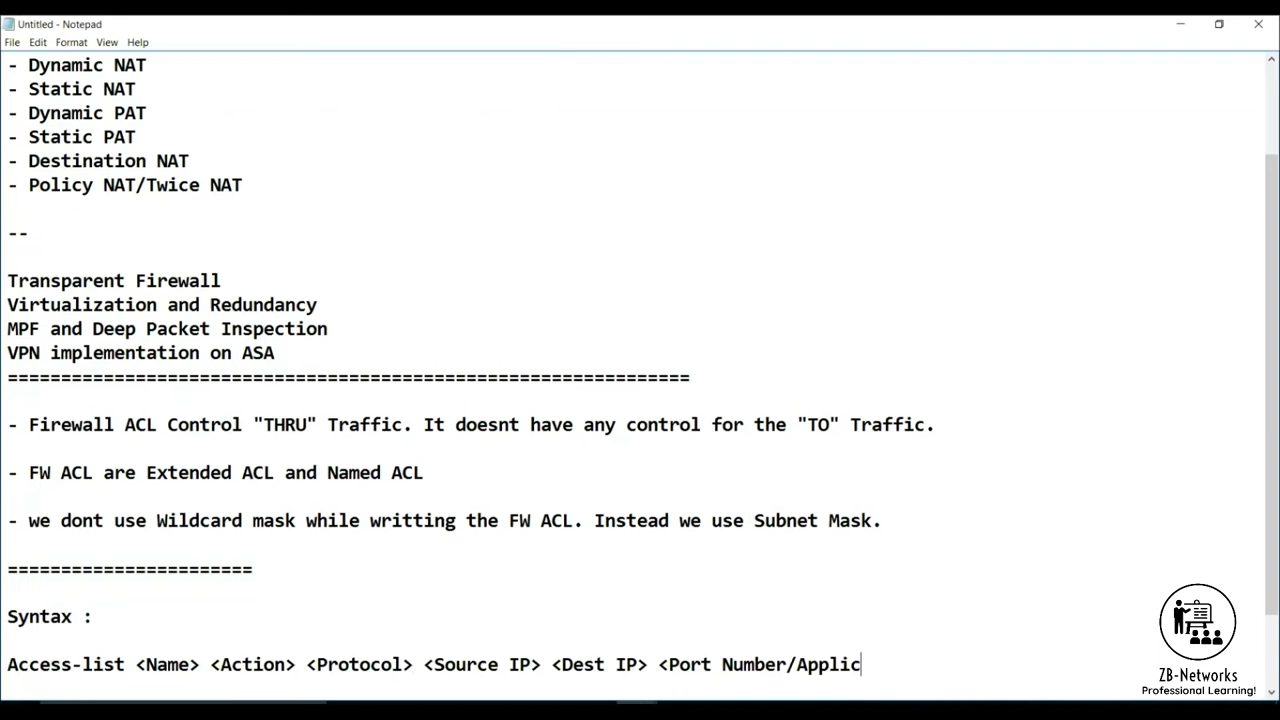 Untitled - Notepad
File Edit Format View Help
- Dynamic NAT
- Static NAT
- Dynamic PAT
- Static PAT
- Destination NAT
- Policy NAT/Twice NAT
--
Transparent Firewall
Virtualization and Redundancy
MPF and Deep Packet Inspection
VPN implementation on ASA
================================================================
- Firewall ACL Control "THRU" Traffic. It doesnt have any control for the "TO" Traffic.
- FW ACL are Extended ACL and Named ACL
- we dont use Wildcard mask while writting the FW ACL. Instead we use Subnet Mask.
=======================
Syntax :
Access-list <Name> <Action> <Protocol> <Source IP> <Dest IP> <Port Number/Applic
ZB-Networks
Professional Learning!